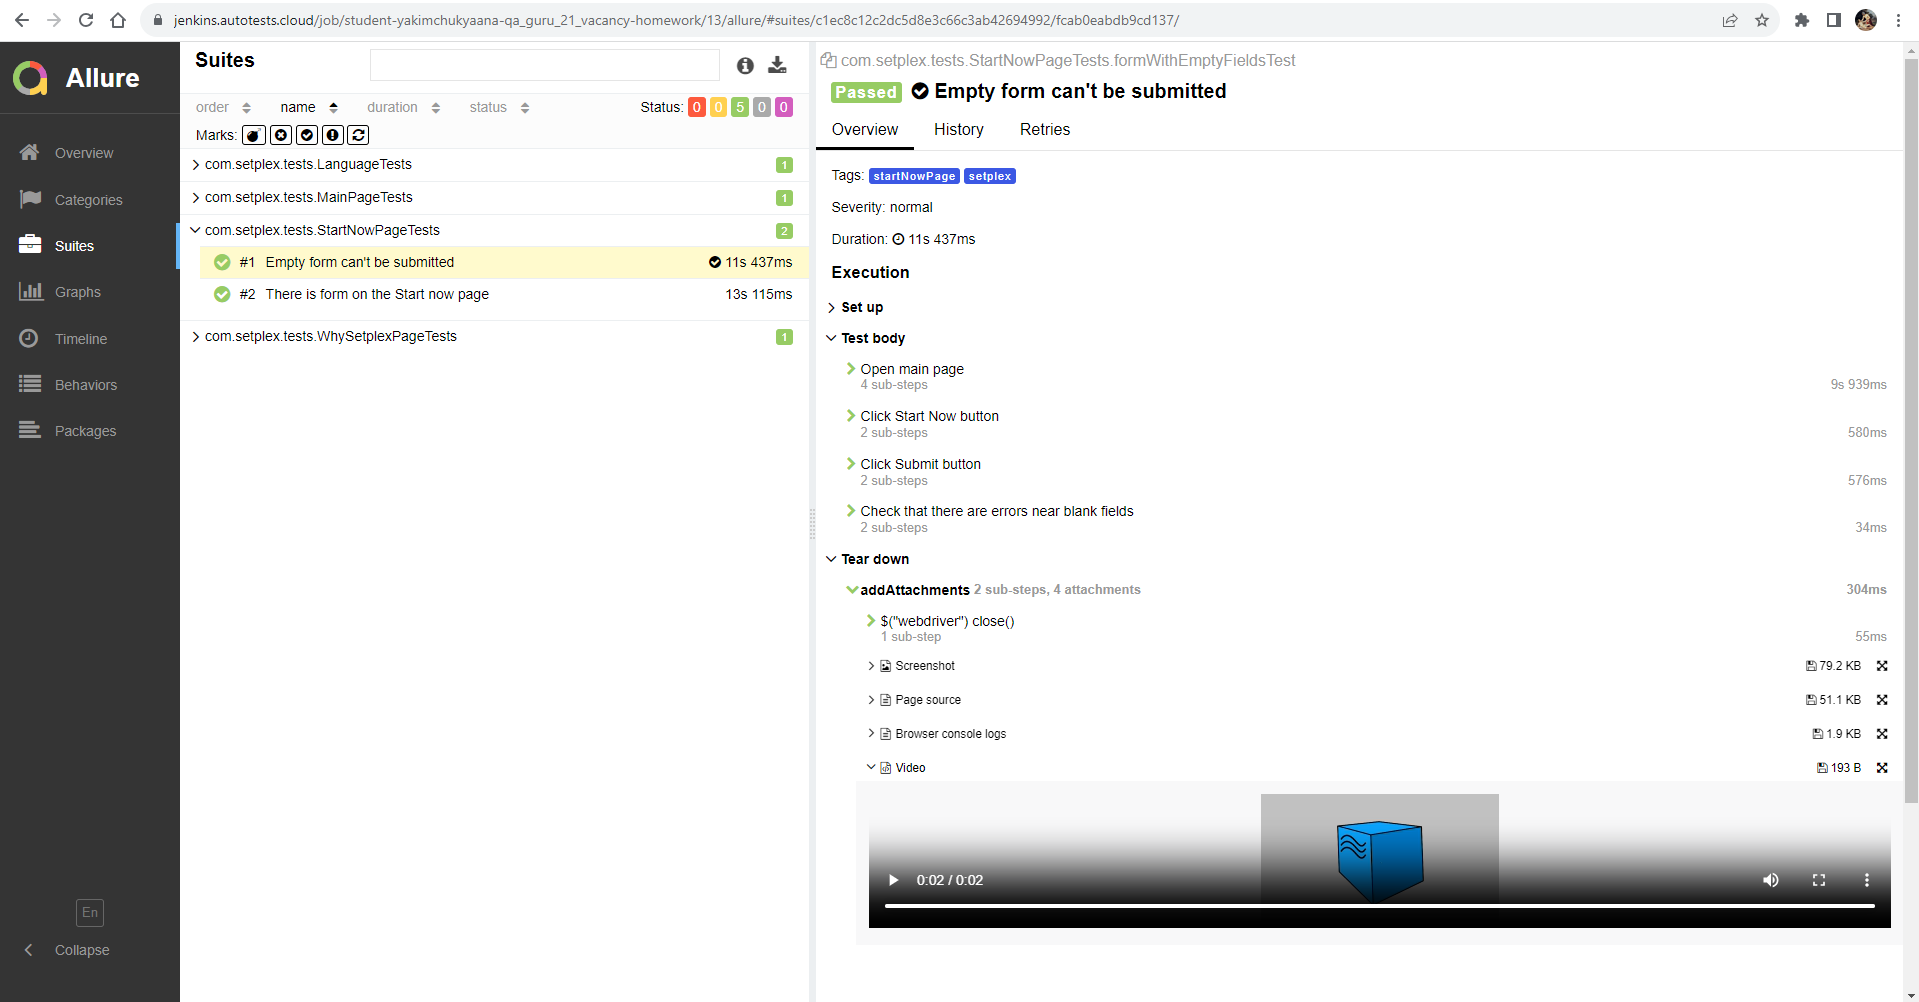 jenkins.autotests.cloud/job/student-yakimchukyaana-qa_guru_21_vacancy-homework/13/allure/#suites/c1ec8c12c2dc5d8e3c66c3ab42694992/fcab0eabdb9cd137/
Allure
Overview
Categories
Suites
Graphs
Timeline
Behaviors
Packages
En
Collapse
Suites
order name duration status Status: 0 0 5 0 0
Marks:
com.setplex.tests.LanguageTests 1
com.setplex.tests.MainPageTests 1
com.setplex.tests.StartNowPageTests 2
#1 Empty form can't be submitted 11s 437ms
#2 There is form on the Start now page 13s 115ms
com.setplex.tests.WhySetplexPageTests 1
com.setplex.tests.StartNowPageTests.formWithEmptyFieldsTest
Passed Empty form can't be submitted
Overview History Retries
Tags: startNowPage setplex
Severity: normal
Duration: 11s 437ms
Execution
Set up
Test body
Open main page
4 sub-steps 9s 939ms
Click Start Now button
2 sub-steps 580ms
Click Submit button
2 sub-steps 576ms
Check that there are errors near blank fields
2 sub-steps 34ms
Tear down
addAttachments 2 sub-steps, 4 attachments 304ms
$("webdriver") close()
1 sub-step 55ms
Screenshot 79.2 KB
Page source 51.1 KB
Browser console logs 1.9 KB
Video 193 B
0:02 / 0:02